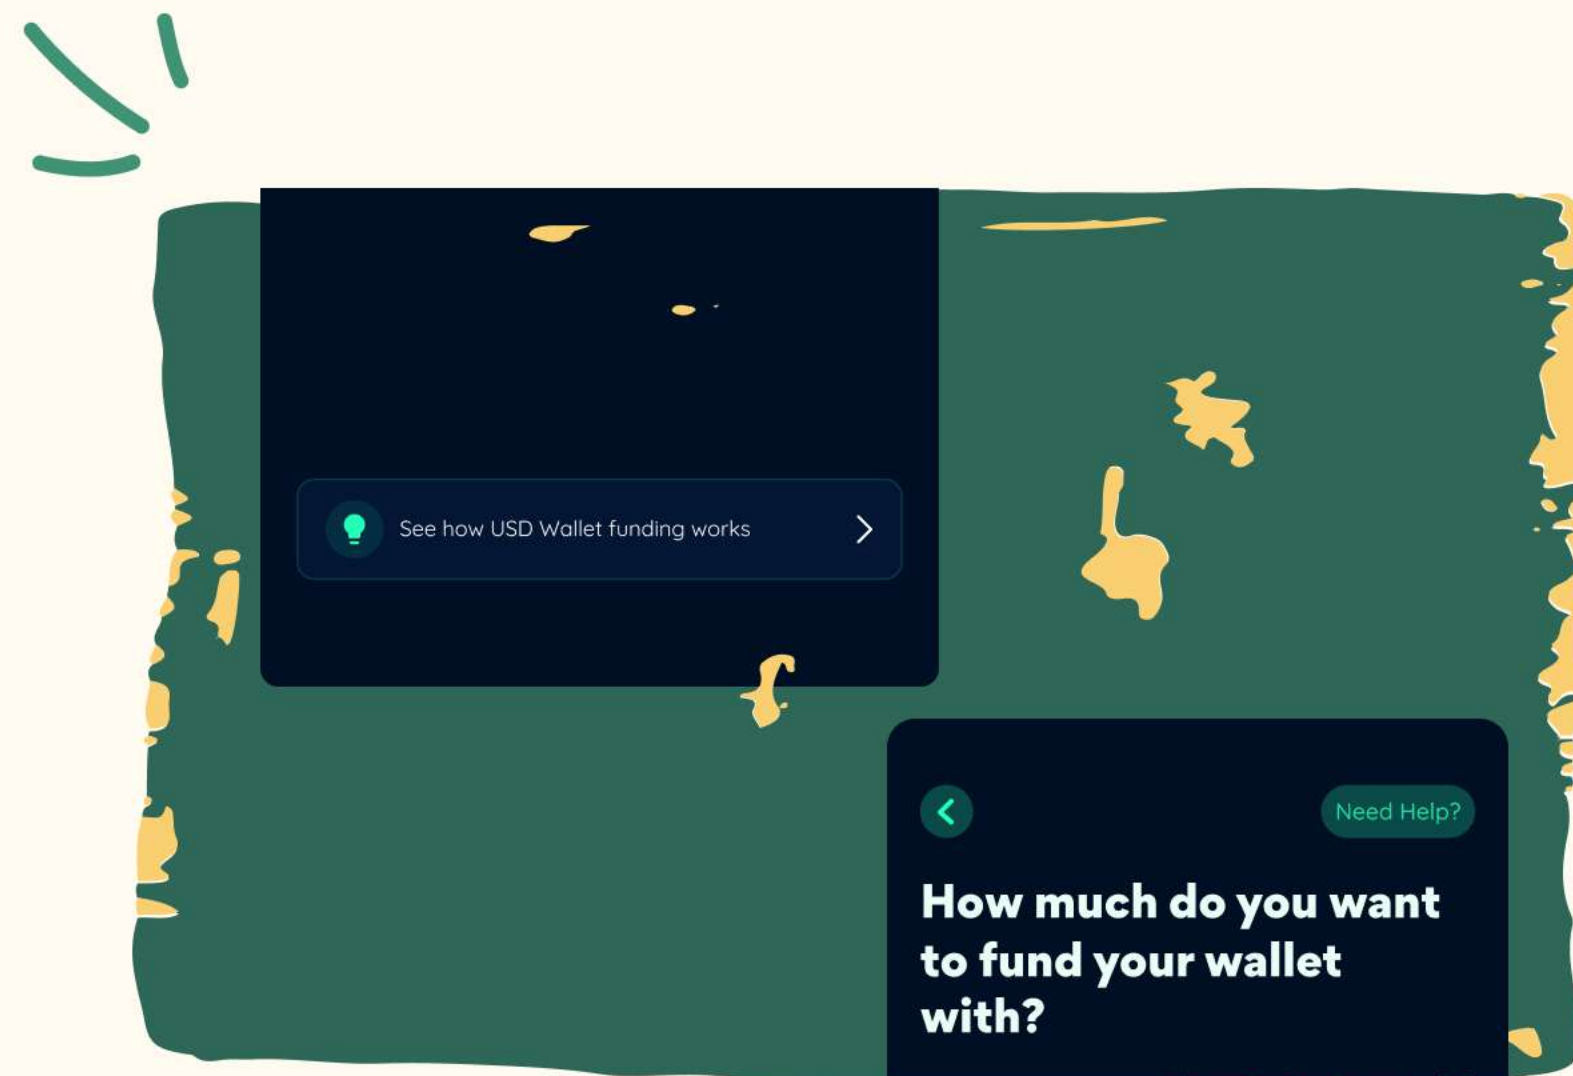 See how USD Wallet funding works
Need Help?
How much do you want
to fund your wallet
with?